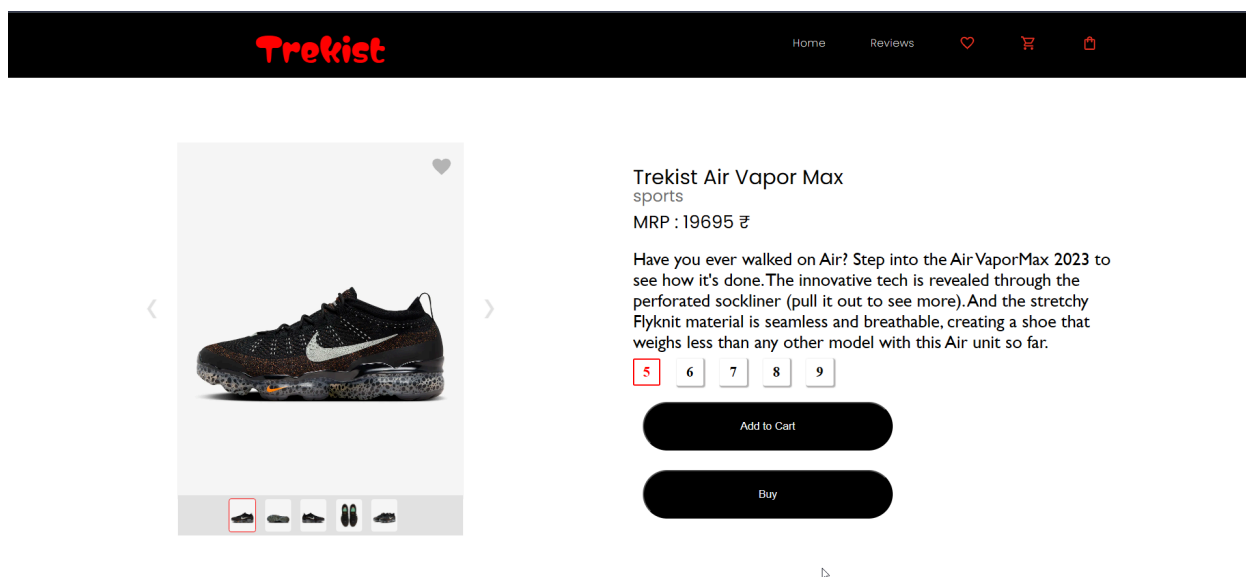 Trekist
Home
Reviews
Trekist Air Vapor Max
sports
MRP : 19695 ₹
Have you ever walked on Air? Step into the Air VaporMax 2023 to
see how it's done. The innovative tech is revealed through the
perforated sockliner (pull it out to see more). And the stretchy
Flyknit material is seamless and breathable, creating a shoe that
weighs less than any other model with this Air unit so far.
5
6
7
8
9
Add to Cart
Buy